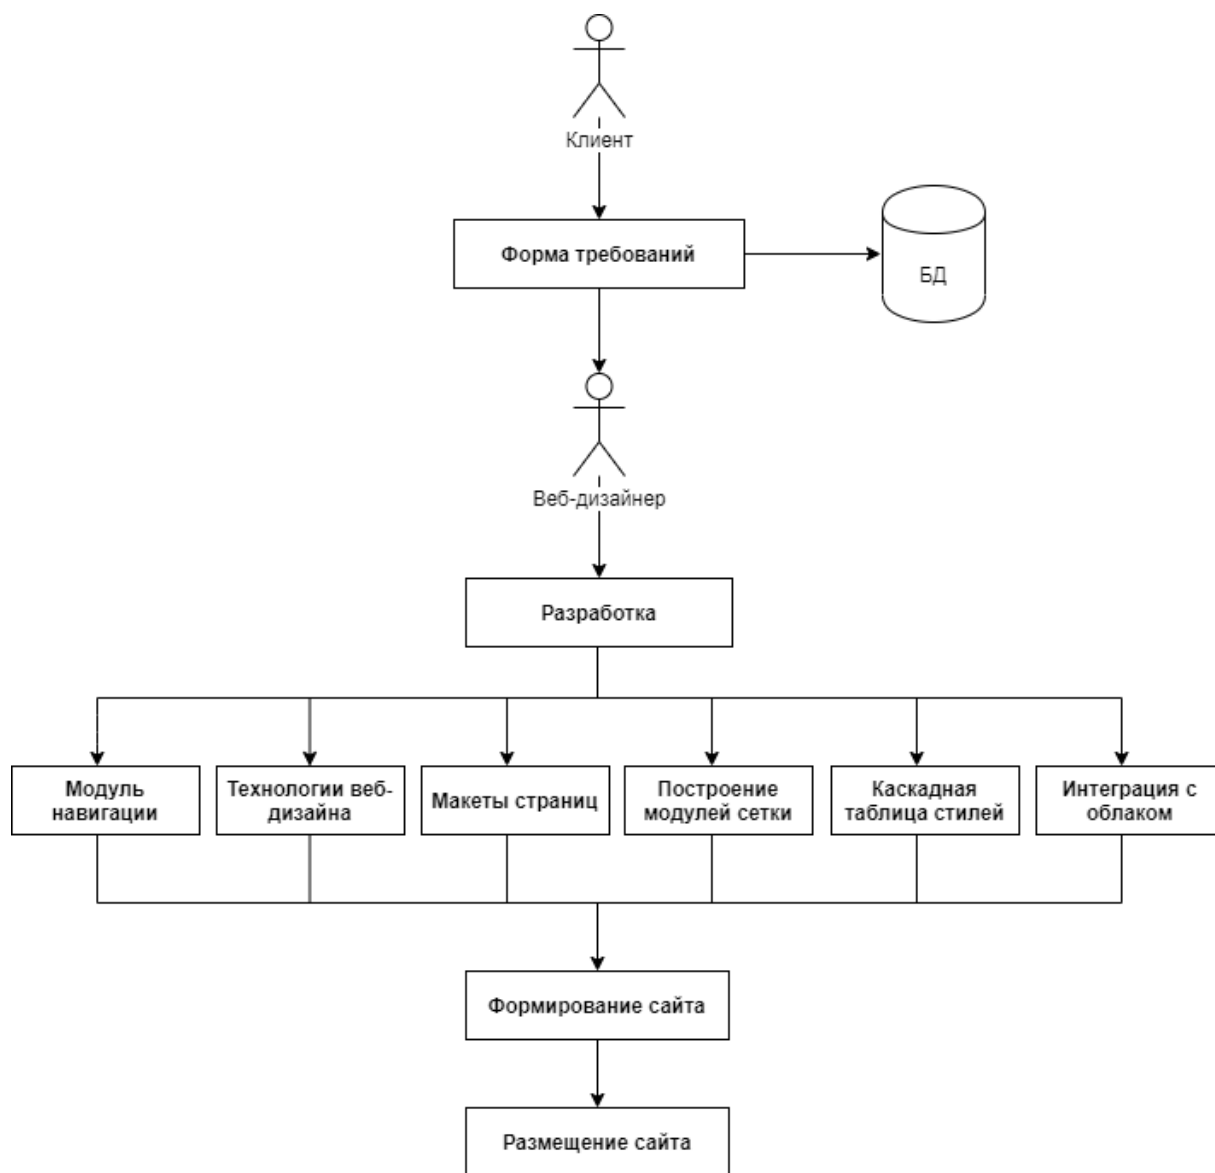 Клиент
Форма требований
БД
Веб-дизайнер
Разработка
Модуль
навигации
Технологии веб-
дизайна
Макеты страниц
Построение
модулей сетки
Каскадная
таблица стилей
Интеграция с
облаком
Формирование сайта
Размещение сайта